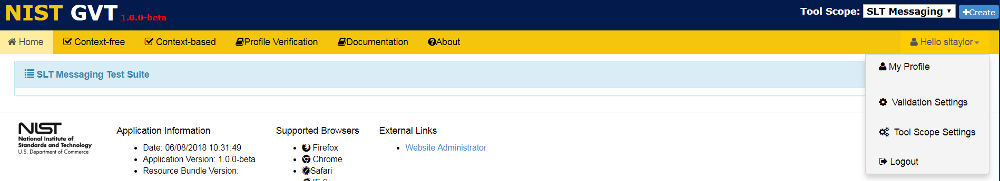 NIST GVT 1.0.0-beta
Tool Scope: SLT Messaging Create
Home Context-free Context-based Profile Verification Documentation About Hello sltaylor
SLT Messaging Test Suite
My Profile
Validation Settings
Tool Scope Settings
Logout
NIST
National Institute of
Standards and Technology
U.S. Department of Commerce
Application Information
Date: 06/08/2018 10:31:49
Application Version: 1.0.0-beta
Resource Bundle Version:
Supported Browsers
Firefox
Chrome
Safari
External Links
Website Administrator